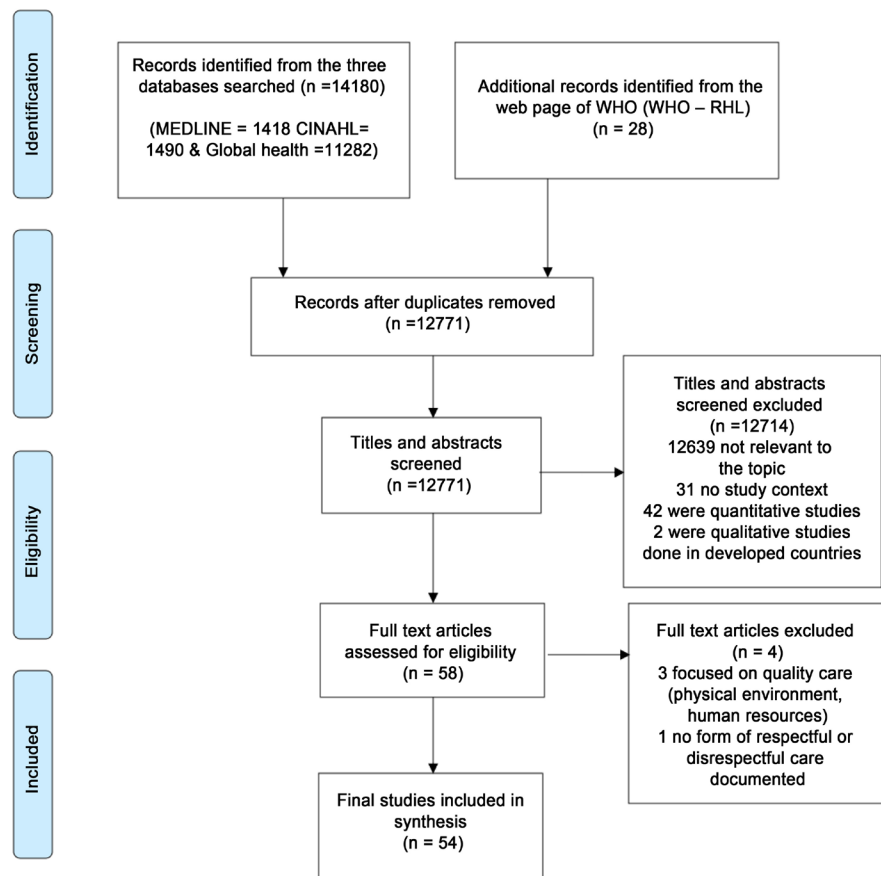 Identification
Records identified from the three
databases searched (n =14180)
(MEDLINE = 1418 CINAHL=
1490 & Global health =11282)
Additional records identified from the
web page of WHO (WHO – RHL)
(n = 28)
Screening
Records after duplicates removed
(n =12771)
Titles and abstracts
screened
(n =12771)
Titles and abstracts
screened excluded
(n =12714)
12639 not relevant to
the topic
31 no study context
42 were quantitative studies
2 were qualitative studies
done in developed countries
Eligibility
Full text articles
assessed for eligibility
(n = 58)
Full text articles excluded
(n = 4)
3 focused on quality care
(physical environment,
human resources)
1 no form of respectful or
disrespectful care
documented
Included
Final studies included in
synthesis
(n = 54)